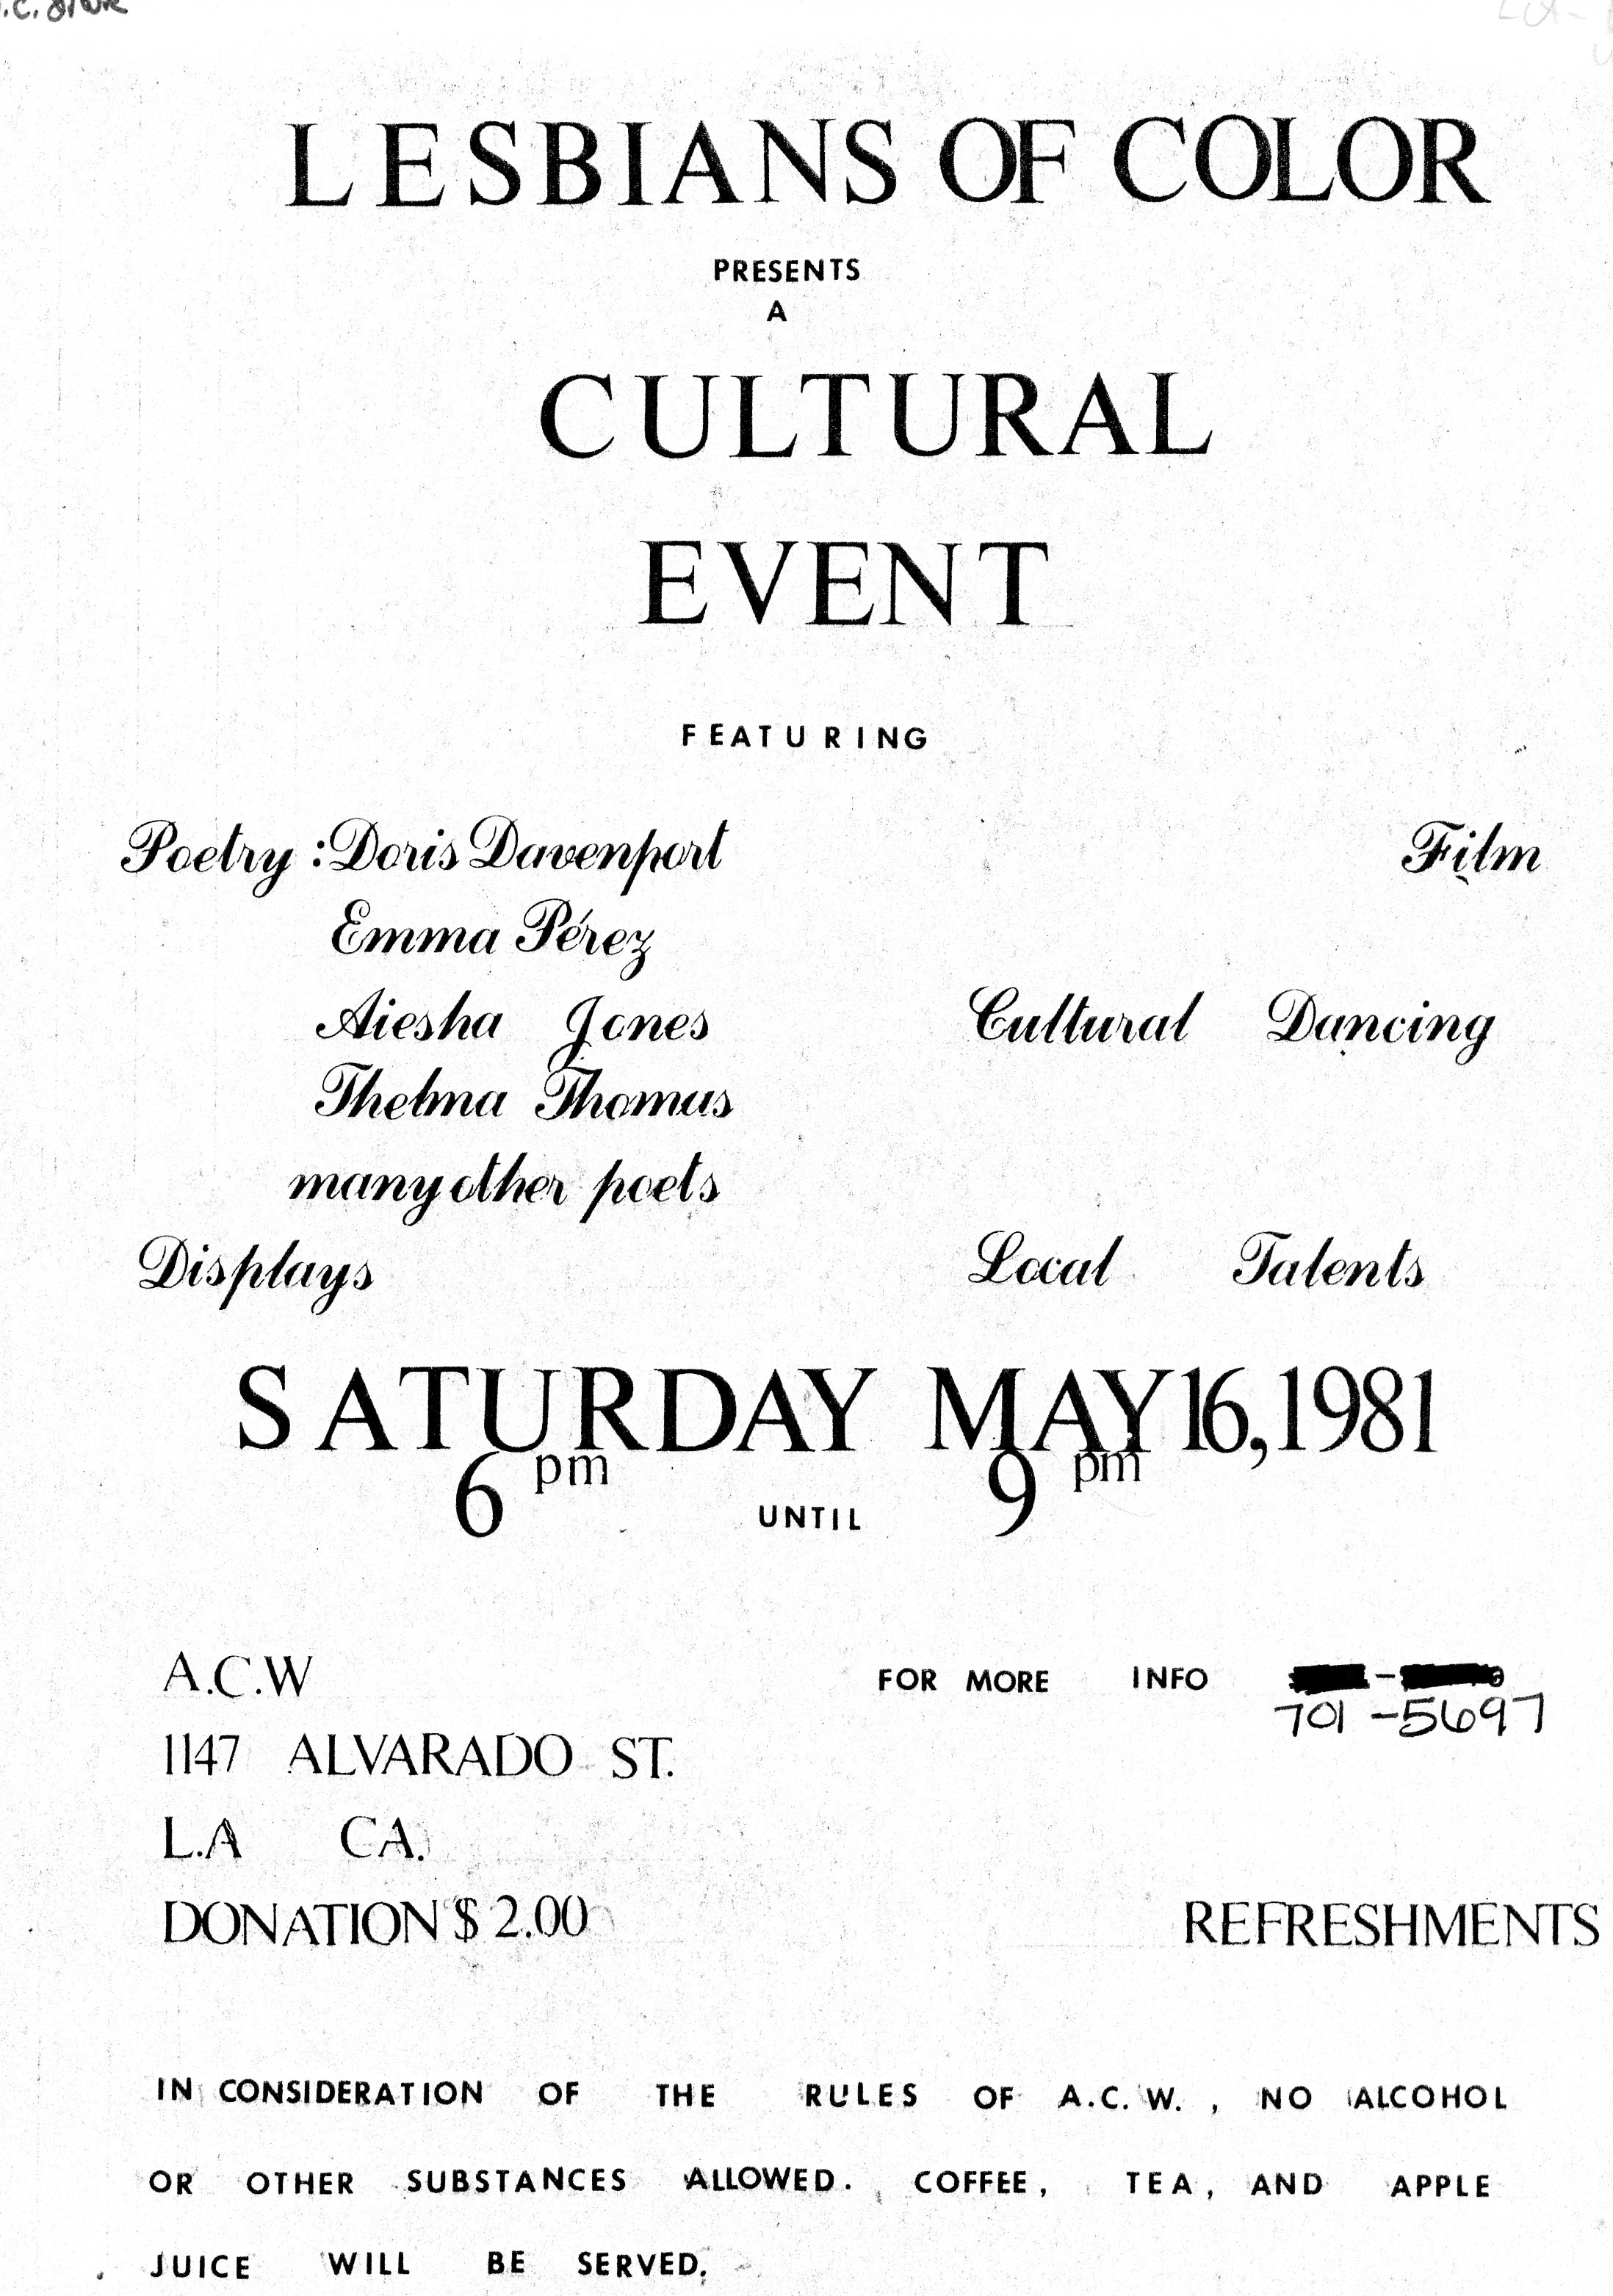 LESBIANS OF COLOR
PRESENTS
A
CULTURAL
EVENT
FEATURING
Poetry : Doris Davenport
Film
Emma Pérez
Aiesha Jones
Cultural Dancing
Thelma Thomas
many other poets
Displays
Local Talents
SATURDAY MAY 16, 1981
6 pm UNTIL 9 pm
A.C.W
FOR MORE INFO
701-5697
1147 ALVARADO ST.
L.A CA.
DONATION $ 2.00
REFRESHMENTS
IN CONSIDERATION OF THE RULES OF A.C.W. , NO ALCOHOL
OR OTHER SUBSTANCES ALLOWED. COFFEE, TEA, AND APPLE
JUICE WILL BE SERVED.